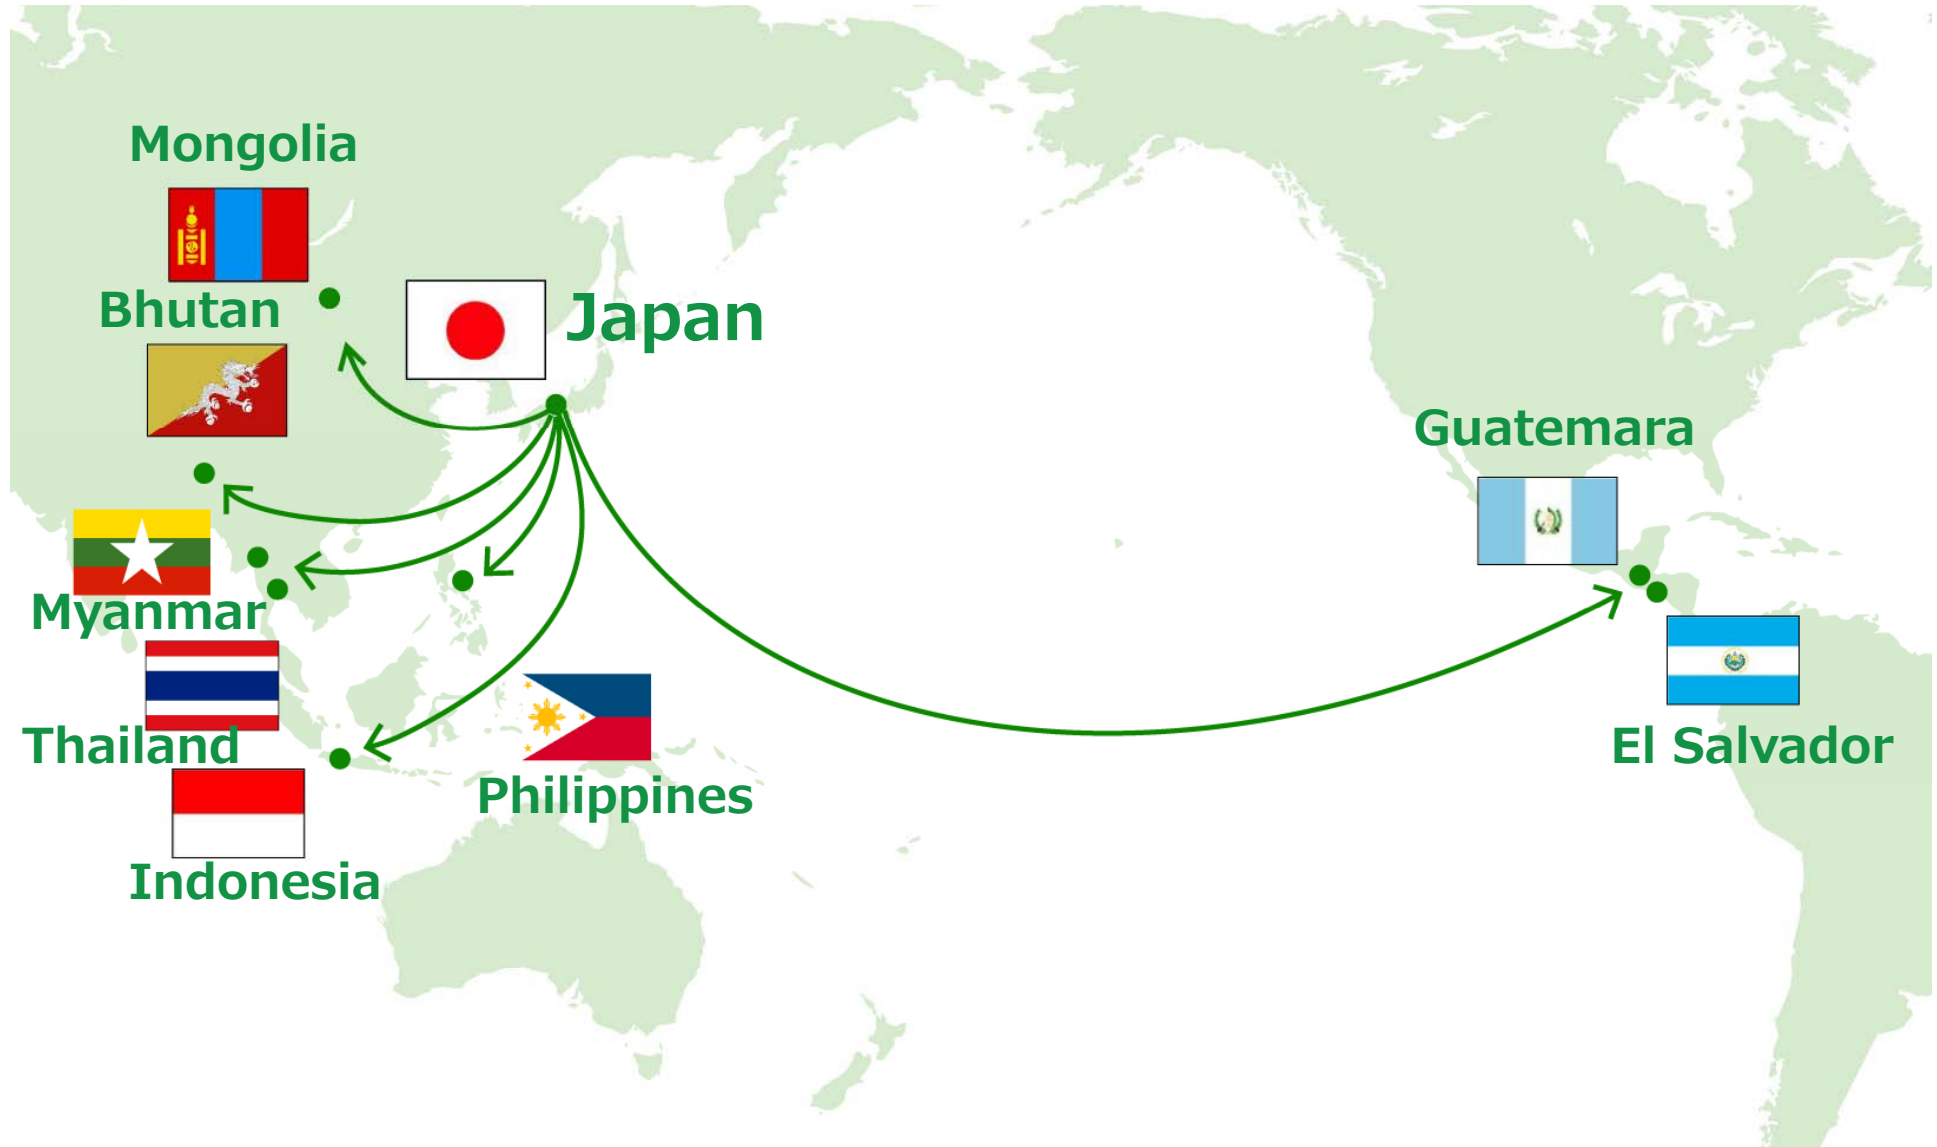 Mongolia
Bhutan
Japan
Guatemara
Myanmar
Thailand
El Salvador
Philippines
Indonesia